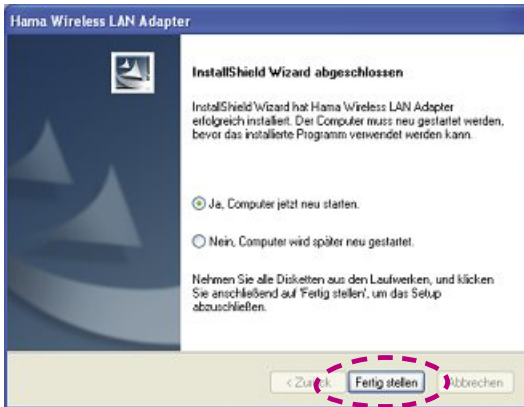 Hama Wireless LAN Adapter
InstallShield Wizard abgeschlossen
InstallShield Wizard hat Hama Wireless LAN Adapter
erfolgreich installiert. Der Computer muss neu gestartet werden,
bevor das installierte Programm verwendet werden kann.
Ja, Computer jetzt neu starten.
Nein, Computer wird später neu gestartet.
Nehmen Sie alle Disketten aus den Laufwerken, und klicken
Sie anschließend auf 'Fertig stellen', um das Setup
abzuschließen.
< Zurück Fertig stellen Abbrechen